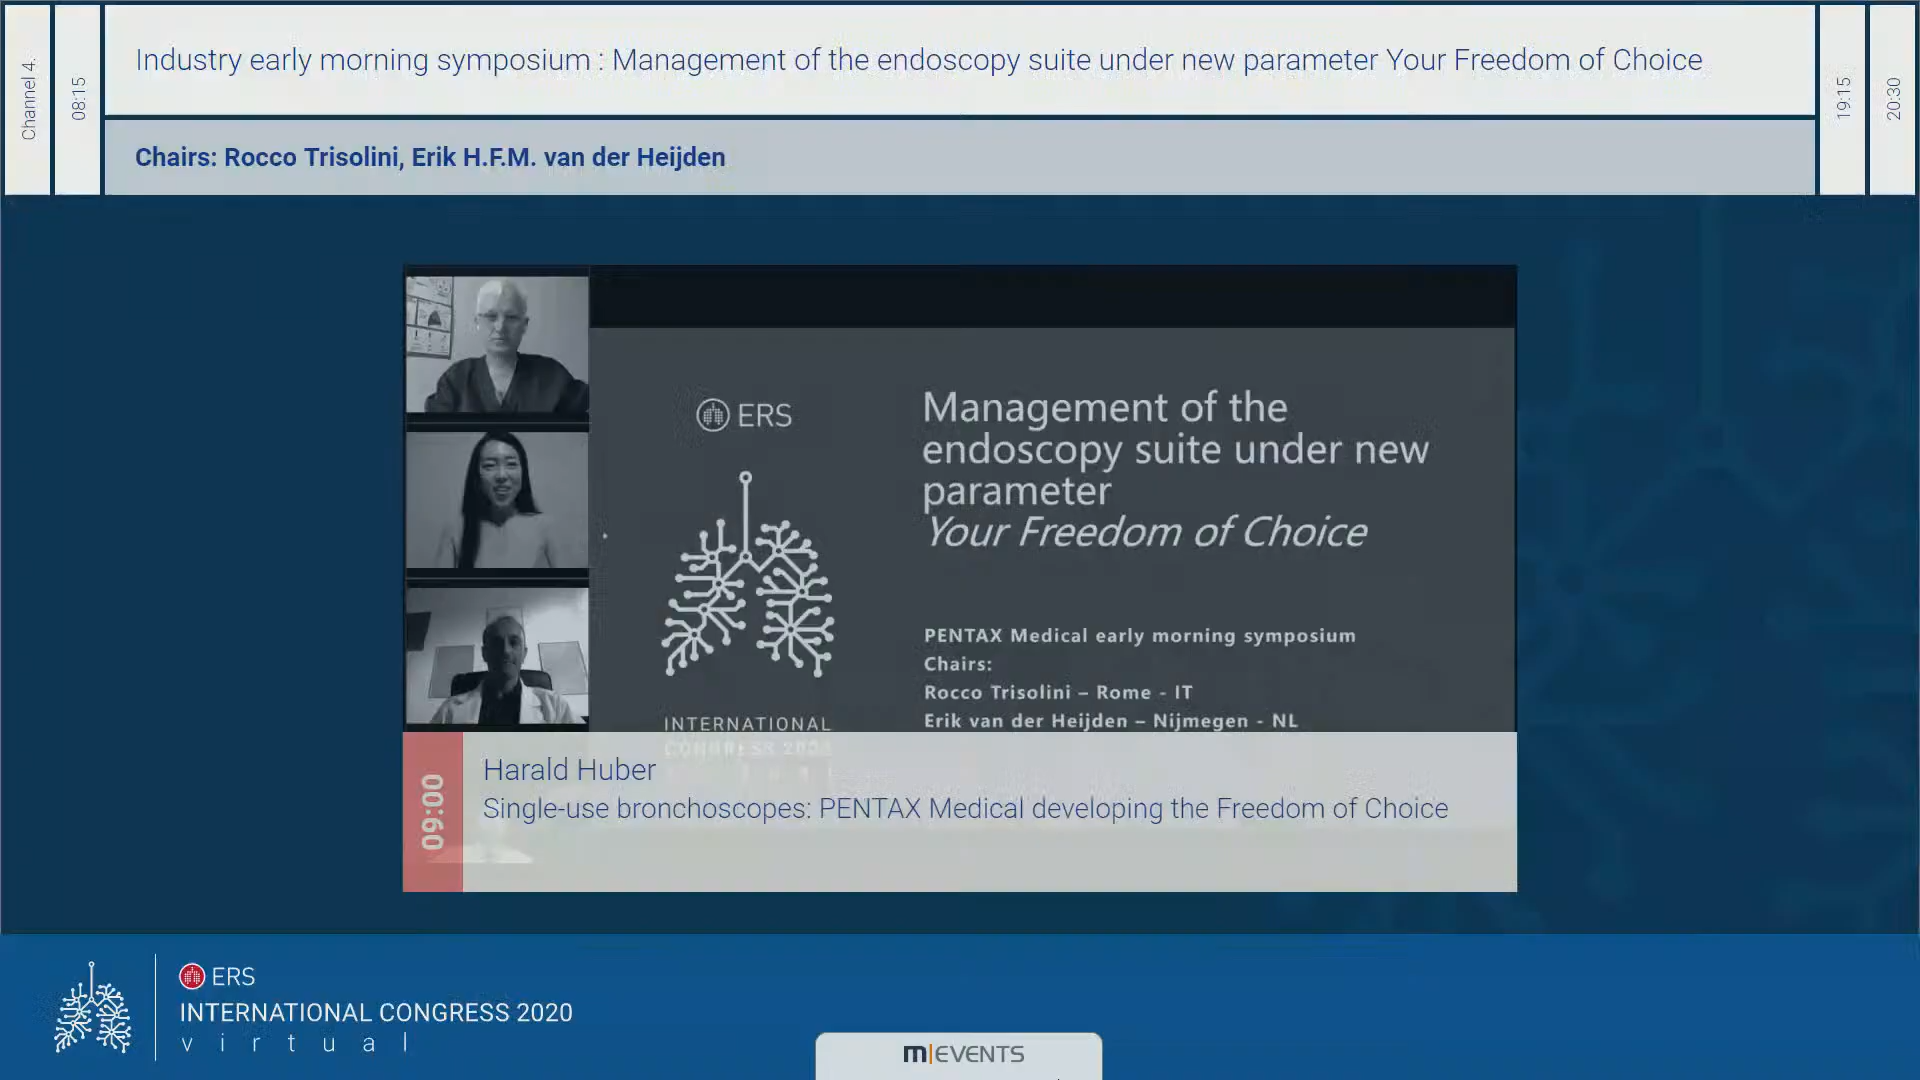 Channel 4.
08:15
Industry early morning symposium : Management of the endoscopy suite under new parameter Your Freedom of Choice
Chairs: Rocco Trisolini, Erik H.F.M. van der Heijden
19:15
20:30
ERS
INTERNATIONAL
CONGRESS 2020
Management of the
endoscopy suite under new
parameter
Your Freedom of Choice
PENTAX Medical early morning symposium
Chairs:
Rocco Trisolini – Rome - IT
Erik van der Heijden – Nijmegen - NL
09:00
Harald Huber
Single-use bronchoscopes: PENTAX Medical developing the Freedom of Choice
ERS
INTERNATIONAL CONGRESS 2020
virtual
m|EVENTS